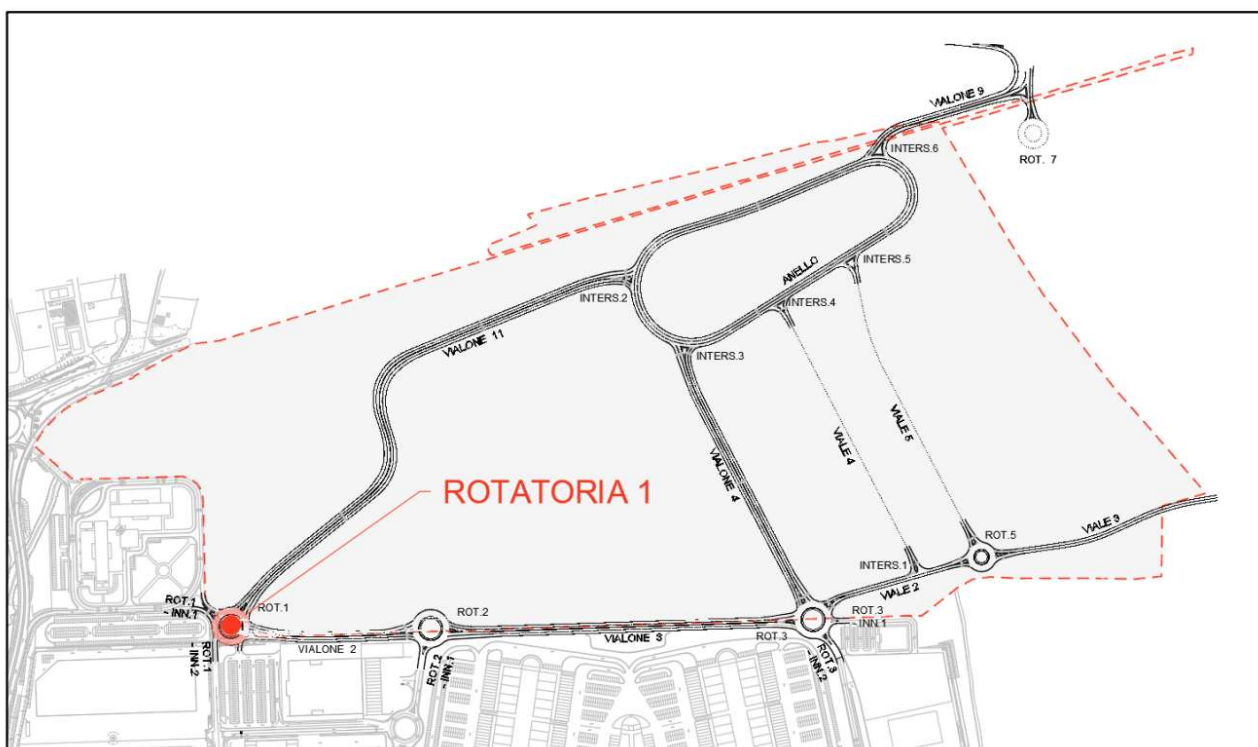 VIALONE 9
ROT. 7
INTERS.6
INTERS.5
ANELLO
INTERS.2
INTERS.4
VIALONE 11
INTERS.3
VIALE 5
VIALE 4
VIALONE 4
ROTATORIA 1
VIALE 3
ROT.5
INTERS.1
VIALE 2
ROT.1
- INN.1
ROT.1
ROT.2
ROT.3
- INN.1
VIALONE 3
ROT.3
VIALONE 2
ROT.1
- INN.2
ROT.2
- INN.1
ROT.3
- INN.2